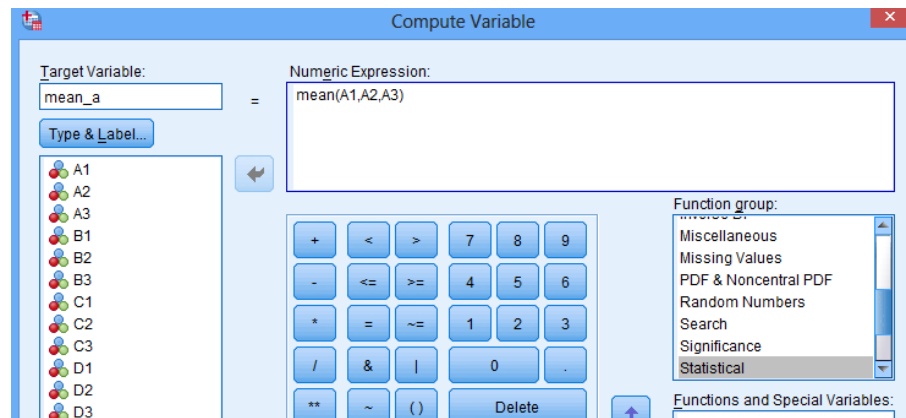 Compute Variable
Target Variable:
mean_a
=
Numeric Expression:
mean(A1,A2,A3)
Type & Label...
A1
A2
A3
B1
B2
B3
C1
C2
C3
D1
D2
D3
+ < > 7 8 9
- <= >= 4 5 6
* = ~= 1 2 3
/ & | 0 .
** ~ ( ) Delete
Function group:
Miscellaneous
Missing Values
PDF & Noncentral PDF
Random Numbers
Search
Significance
Statistical
Functions and Special Variables: